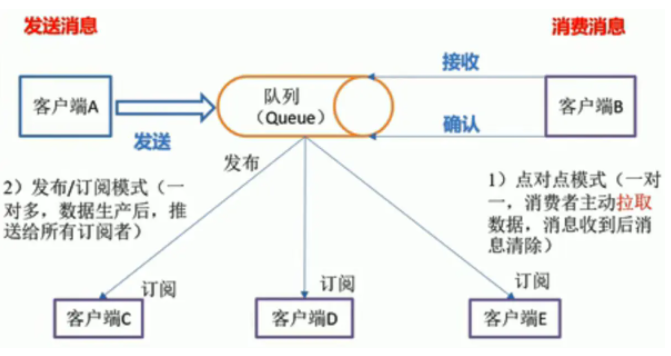 发送消息
消费消息
客户端A
发送
队列
（Queue）
接收
确认
客户端B
发布
2）发布/订阅模式（一
对多，数据生产后，推
送给所有订阅者）
1）点对点模式（一对
一，消费者主动拉取
数据，消息收到后消
息清除）
订阅
订阅
订阅
客户端C
客户端D
客户端E